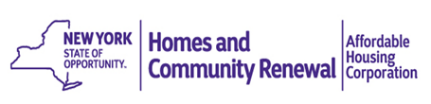 NEW YORK
STATE OF
OPPORTUNITY.
Homes and
Community Renewal
Affordable
Housing
Corporation